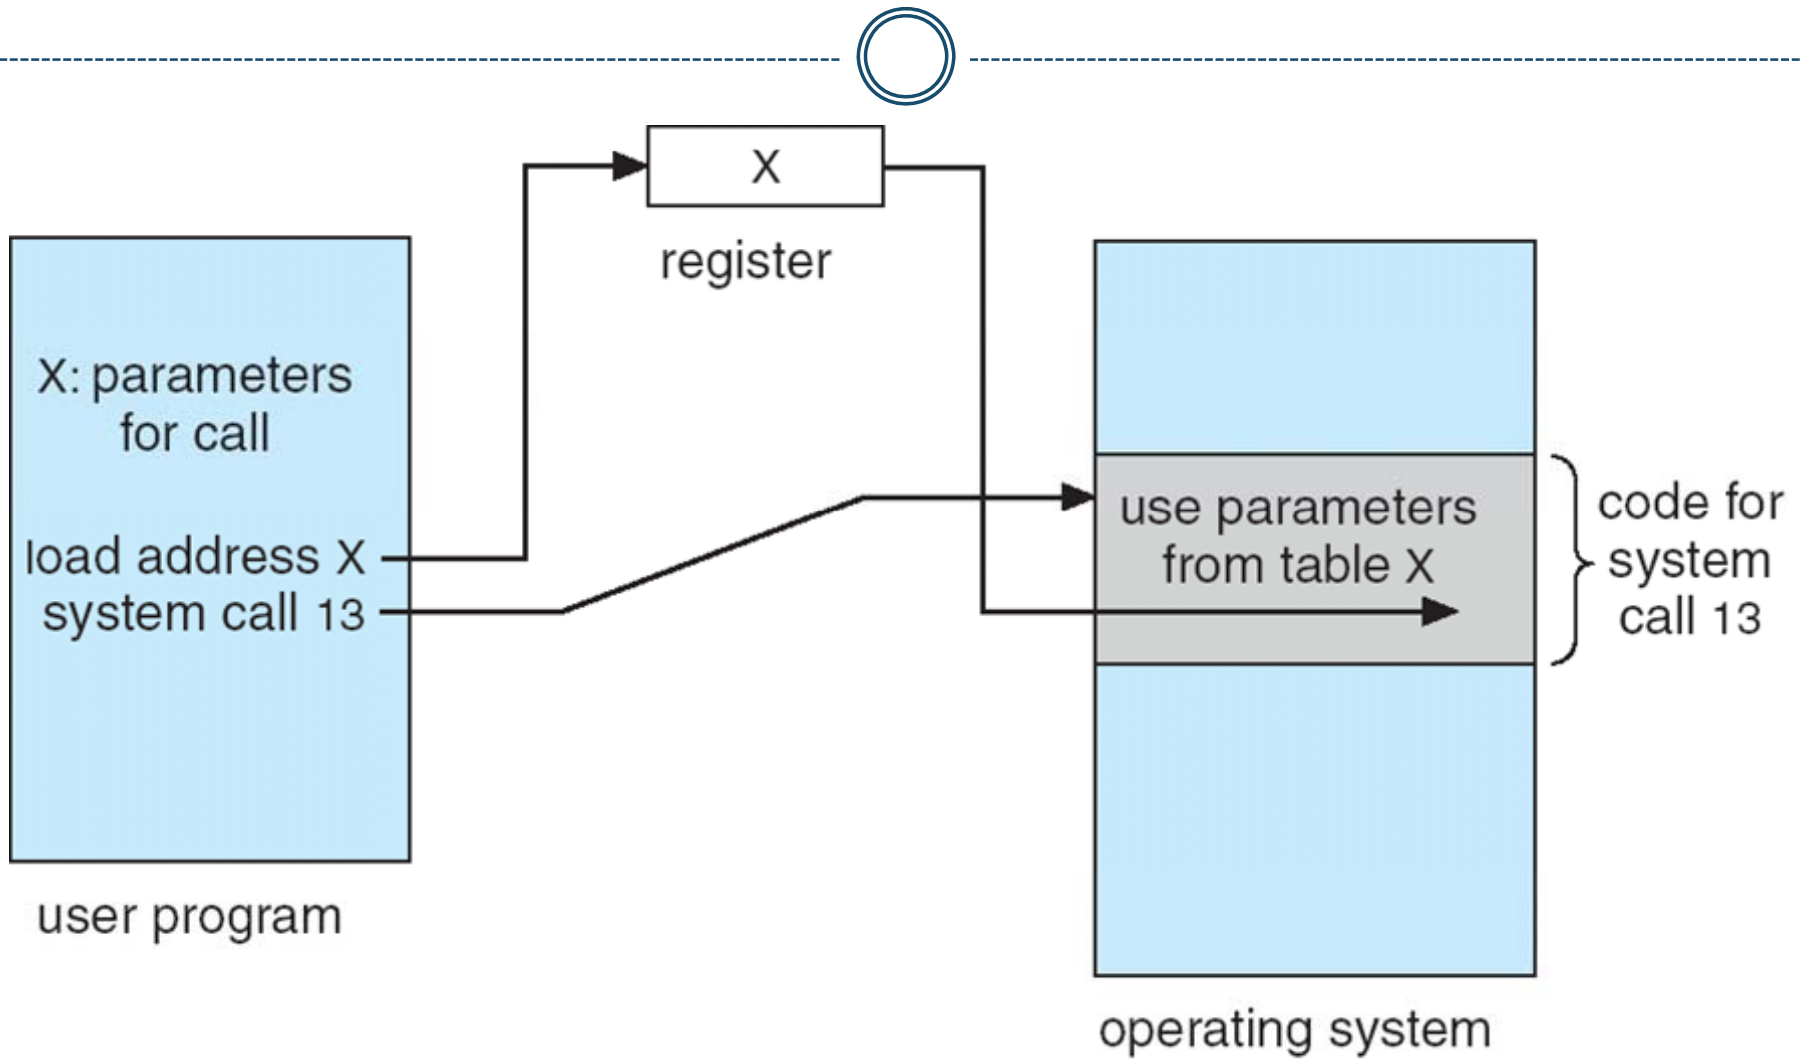 X
register
X: parameters
for call
load address X
system call 13
user program
use parameters
from table X
code for
system
call 13
operating system